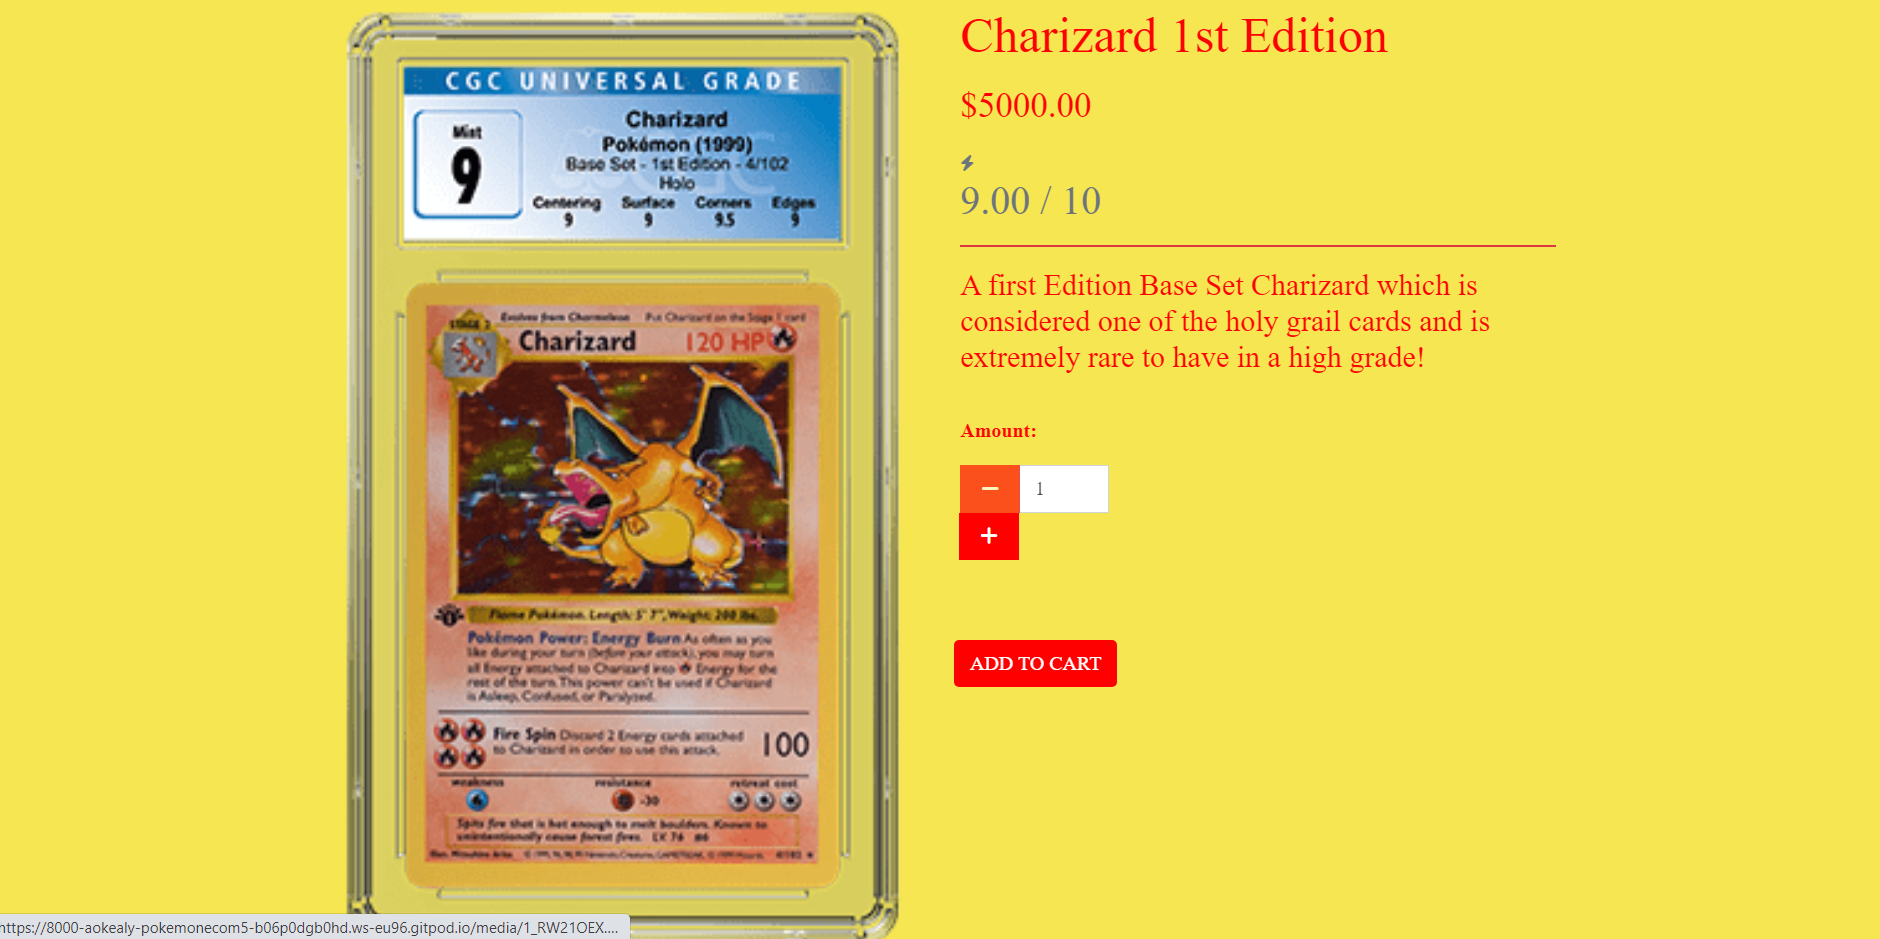 CGC UNIVERSAL GRADE
Mint
9
Charizard
Pokémon (1999)
Base Set - 1st Edition - 4/102
Holo
Centering Surface Corners Edges
9 9 9.5 9
STAGE 2 Evolves from Charmeleon Put Charizard on the Stage 1 card
Charizard 120 HP
Flame Pokémon. Length: 5' 7", Weight: 200 lbs.
Pokémon Power: Energy Burn As often as you
like during your turn (before your attack), you may turn
all Energy attached to Charizard into Energy for the
rest of the turn. This power can't be used if Charizard
is Asleep, Confused, or Paralyzed.
Fire Spin Discard 2 Energy cards attached
to Charizard in order to use this attack. 100
weakness resistance retreat cost
-30
Spits fire that is hot enough to melt boulders. Known to
unintentionally cause forest fires. LV. 76 #6
4/102
Charizard 1st Edition
$5000.00
9.00 / 10
A first Edition Base Set Charizard which is
considered one of the holy grail cards and is
extremely rare to have in a high grade!
Amount:
− 1
+
ADD TO CART
https://8000-aokealy-pokemonecom5-b06p0dgb0hd.ws-eu96.gitpod.io/media/1_RW21OEX....